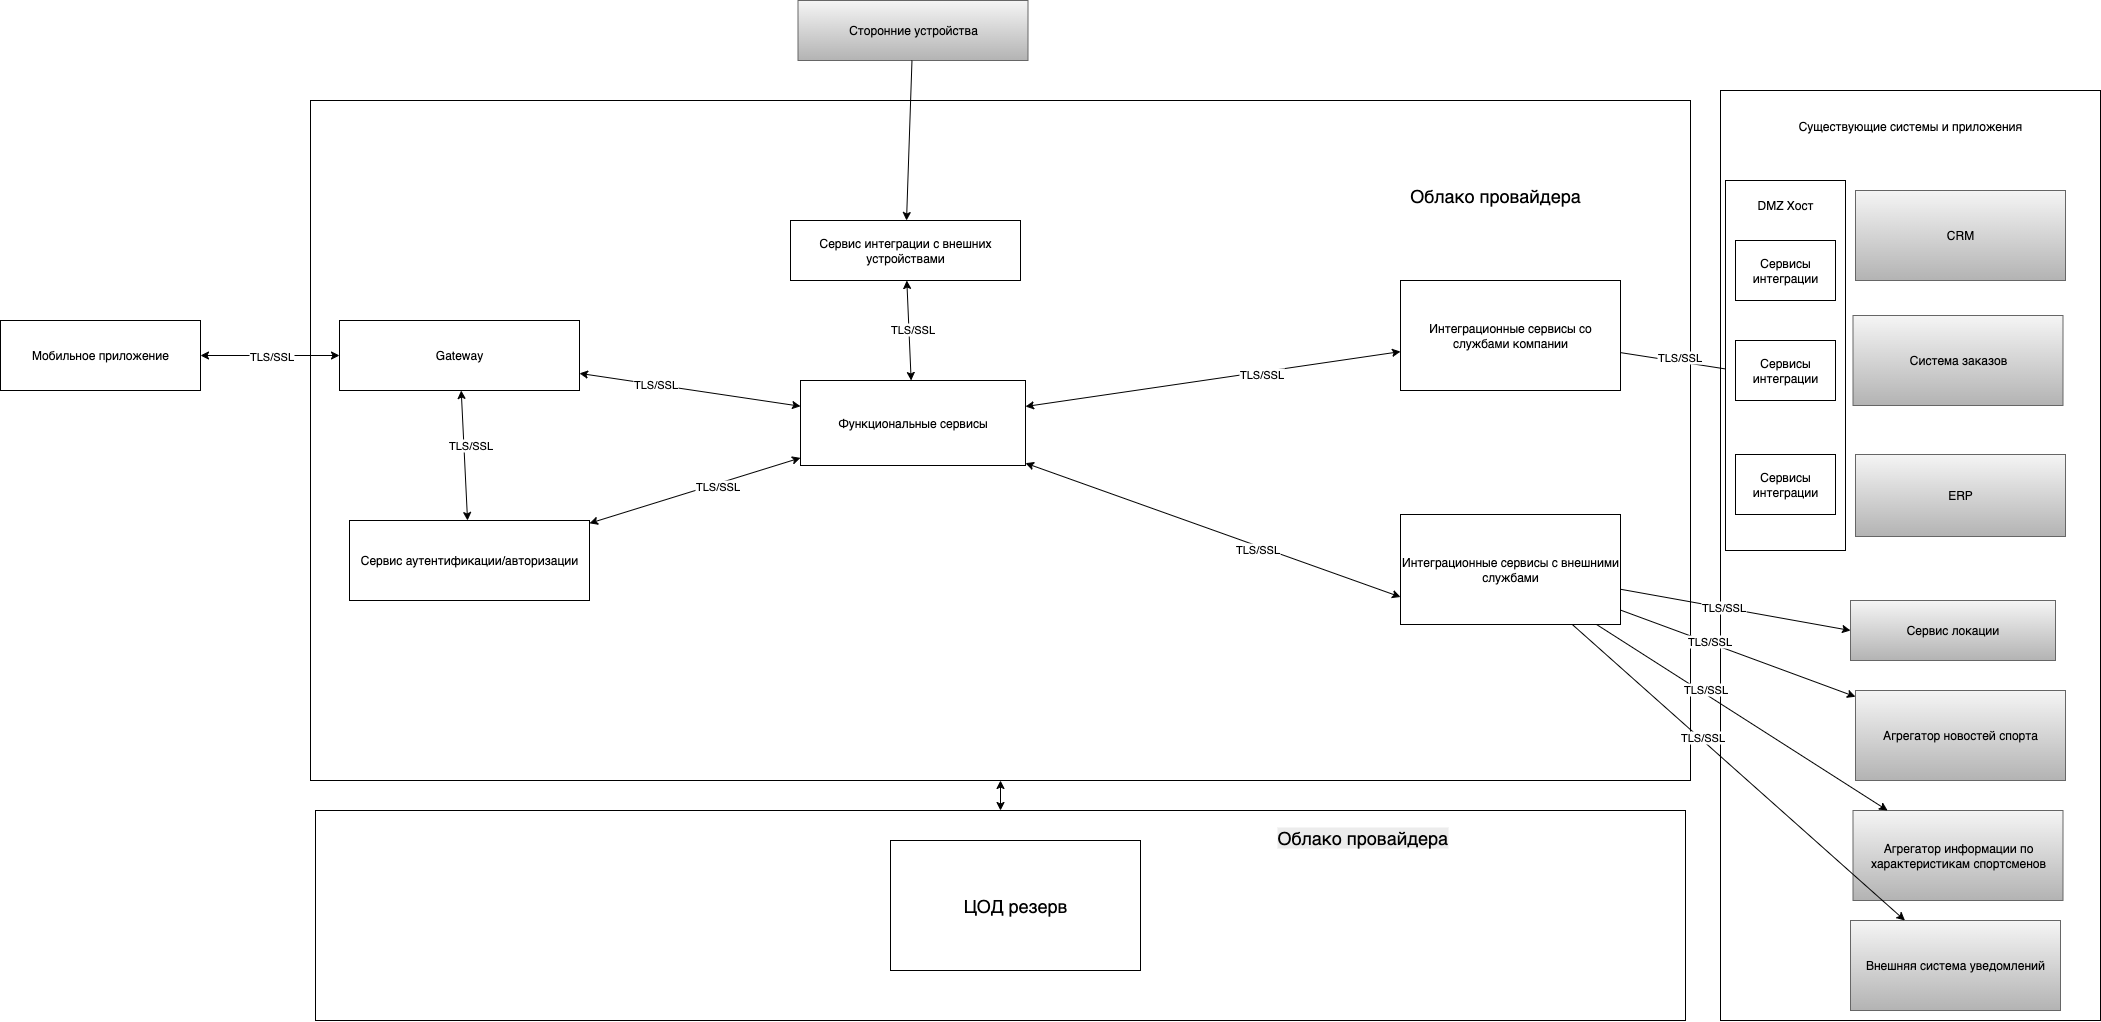 Сторонние устройства
Существующие системы и приложения
Облако провайдера
DMZ Хост
CRM
Сервис интеграции с внешних
устройствами
Сервисы
интеграции
TLS/SSL
Интеграционные сервисы со
службами компании
Мобильное приложение
TLS/SSL
Gateway
TLS/SSL
TLS/SSL
TLS/SSL
Сервисы
интеграции
Система заказов
Функциональные сервисы
TLS/SSL
TLS/SSL
Сервисы
интеграции
ERP
Сервис аутентификации/авторизации
TLS/SSL
Интеграционные сервисы с внешними
службами
TLS/SSL
Сервис локации
TLS/SSL
TLS/SSL
TLS/SSL
Агрегатор новостей спорта
Облако провайдера
Агрегатор информации по
характеристикам спортсменов
ЦОД резерв
Внешняя система уведомлений